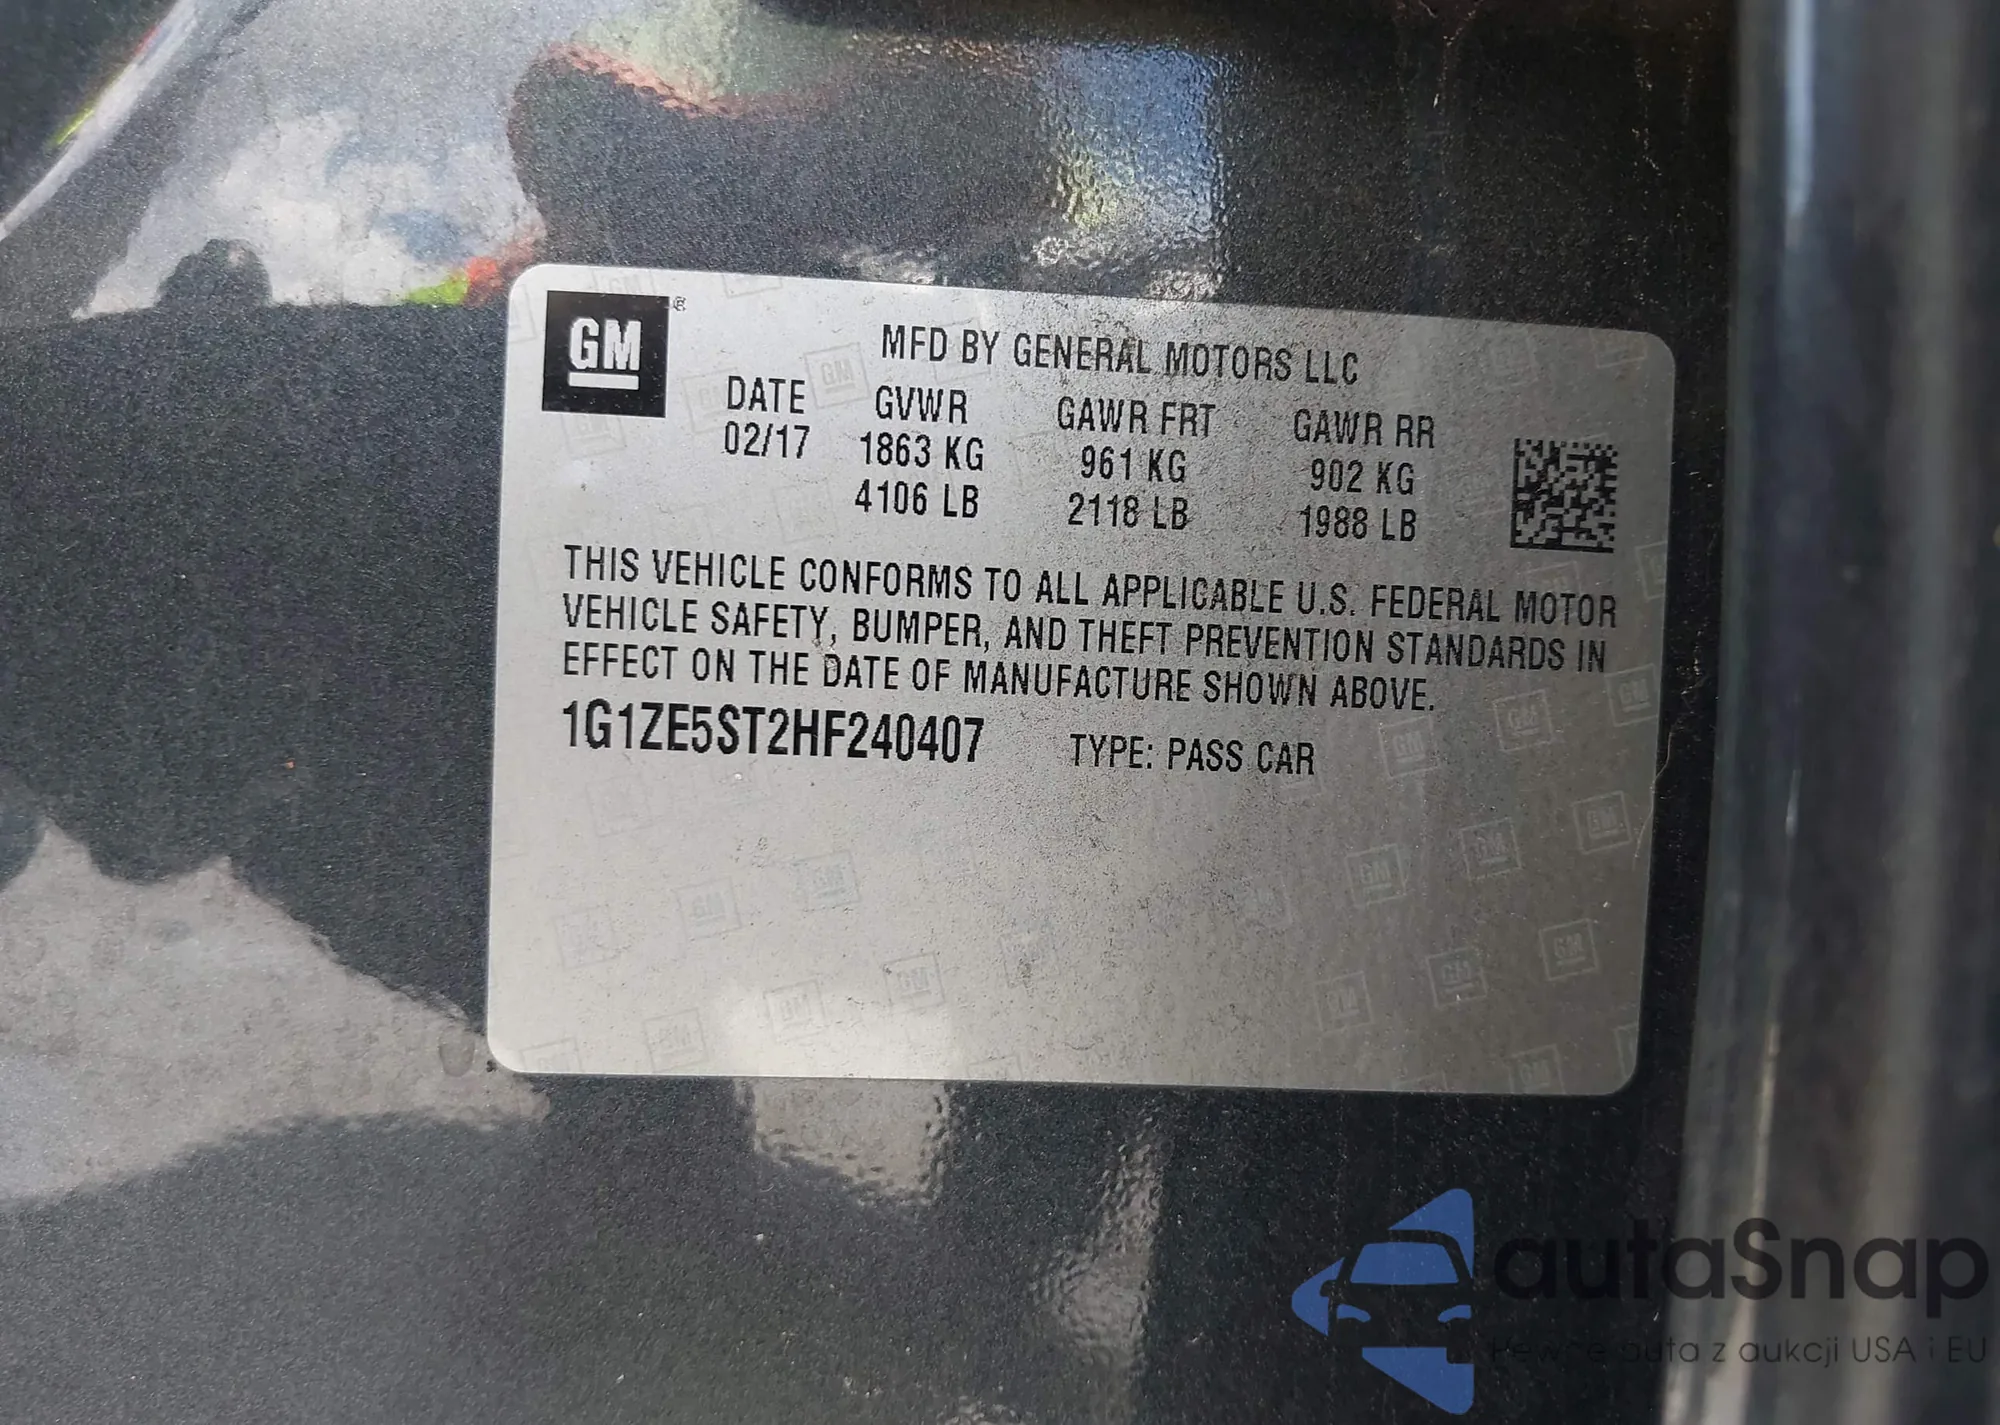 GM ®
MFD BY GENERAL MOTORS LLC
DATE GVWR GAWR FRT GAWR RR
02/17 1863 KG 961 KG 902 KG
4106 LB 2118 LB 1988 LB
THIS VEHICLE CONFORMS TO ALL APPLICABLE U.S. FEDERAL MOTOR
VEHICLE SAFETY, BUMPER, AND THEFT PREVENTION STANDARDS IN
EFFECT ON THE DATE OF MANUFACTURE SHOWN ABOVE.
1G1ZE5ST2HF240407 TYPE: PASS CAR
autaSnap
auta z aukcji USA i EU